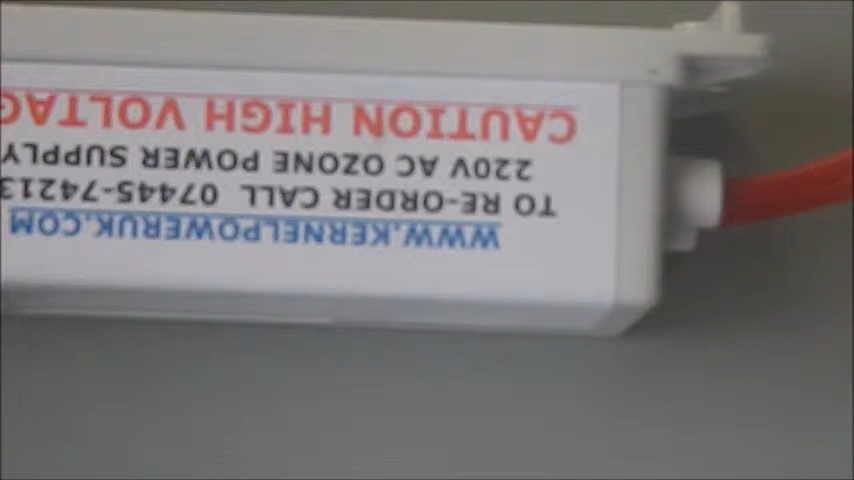 CAUTION HIGH VOLTAG
220V AC OZONE POWER SUPPLY
TO RE-ORDER CALL 07445-74213
WWW.KERNELPOWERUK.COM